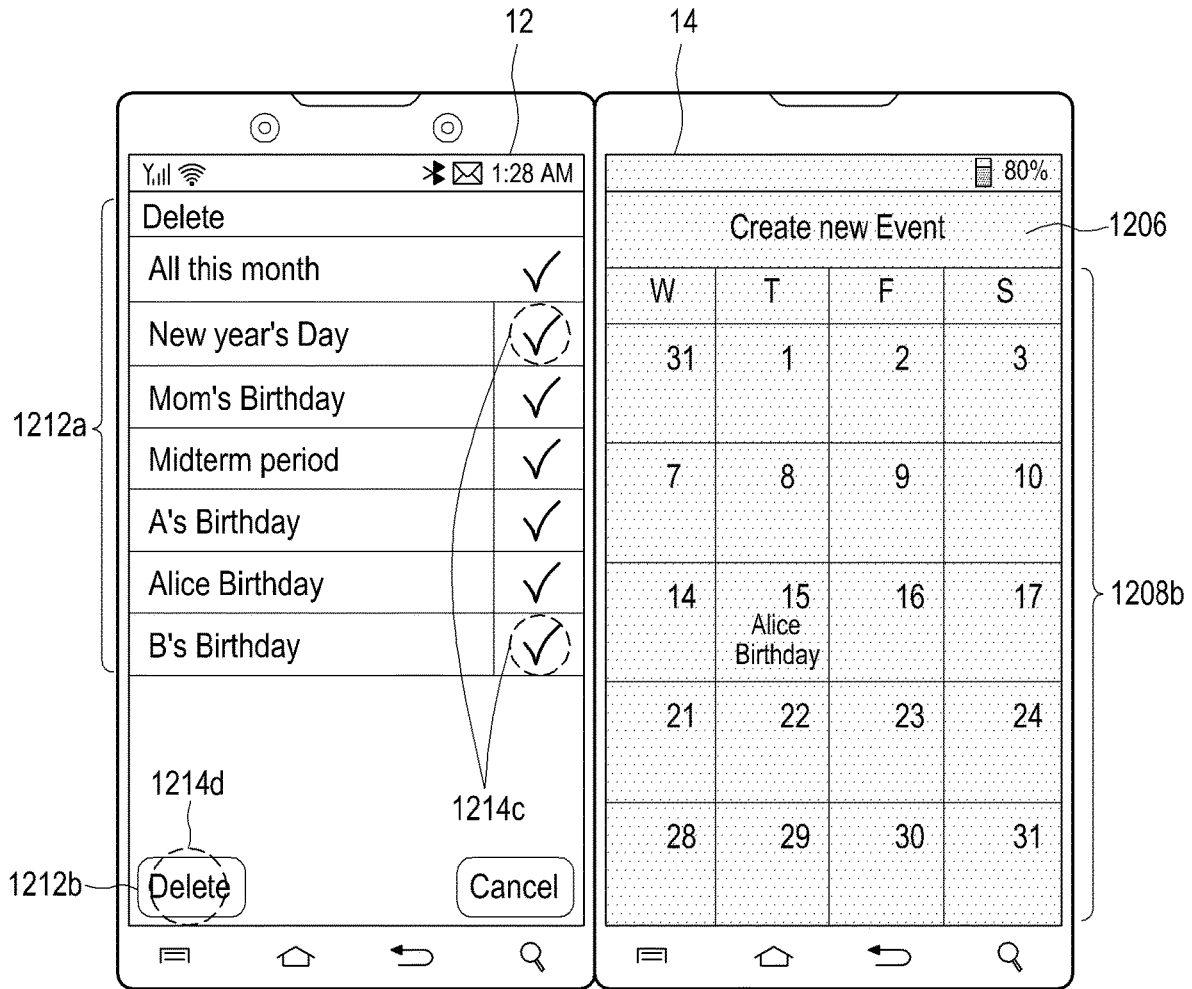 12
14
1:28 AM
80%
Delete
Create new Event
1206
All this month
W T F S
New year's Day
31 1 2 3
Mom's Birthday
1212a
Midterm period
7 8 9 10
A's Birthday
Alice Birthday
14 15 16 17
Alice
Birthday
1208b
B's Birthday
21 22 23 24
1214d
1214c
28 29 30 31
1212b
Delete
Cancel